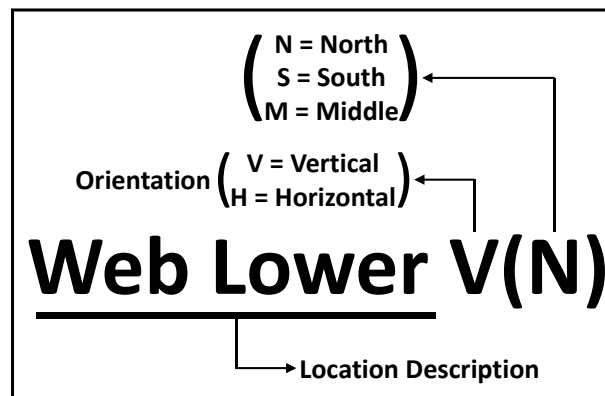 N = North
S = South
M = Middle
Orientation (V = Vertical
H = Horizontal)
Web Lower V(N)
Location Description